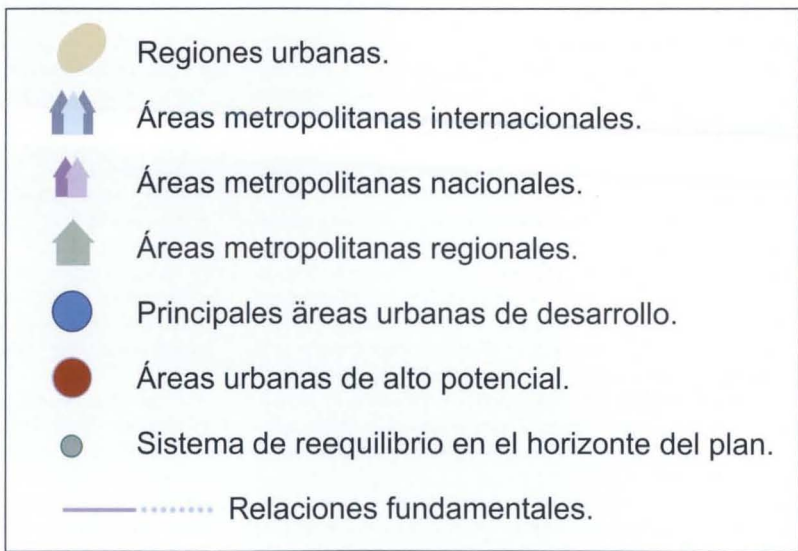 Regiones urbanas.
Áreas metropolitanas internacionales.
Áreas metropolitanas nacionales.
Áreas metropolitanas regionales.
Principales äreas urbanas de desarrollo.
Áreas urbanas de alto potencial.
Sistema de reequilibrio en el horizonte del plan.
Relaciones fundamentales.